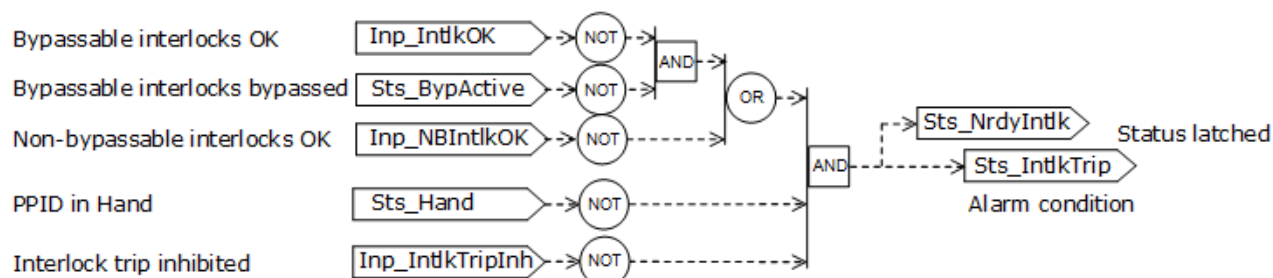 Bypassable interlocks OK Inp_IntlkOK NOT
AND
Bypassable interlocks bypassed Sts_BypActive NOT
OR
Non-bypassable interlocks OK Inp_NBIntlkOK NOT
Sts_NrdyIntlk Status latched
AND
Sts_IntlkTrip
Alarm condition
PPID in Hand Sts_Hand NOT
Interlock trip inhibited Inp_IntlkTripInh NOT